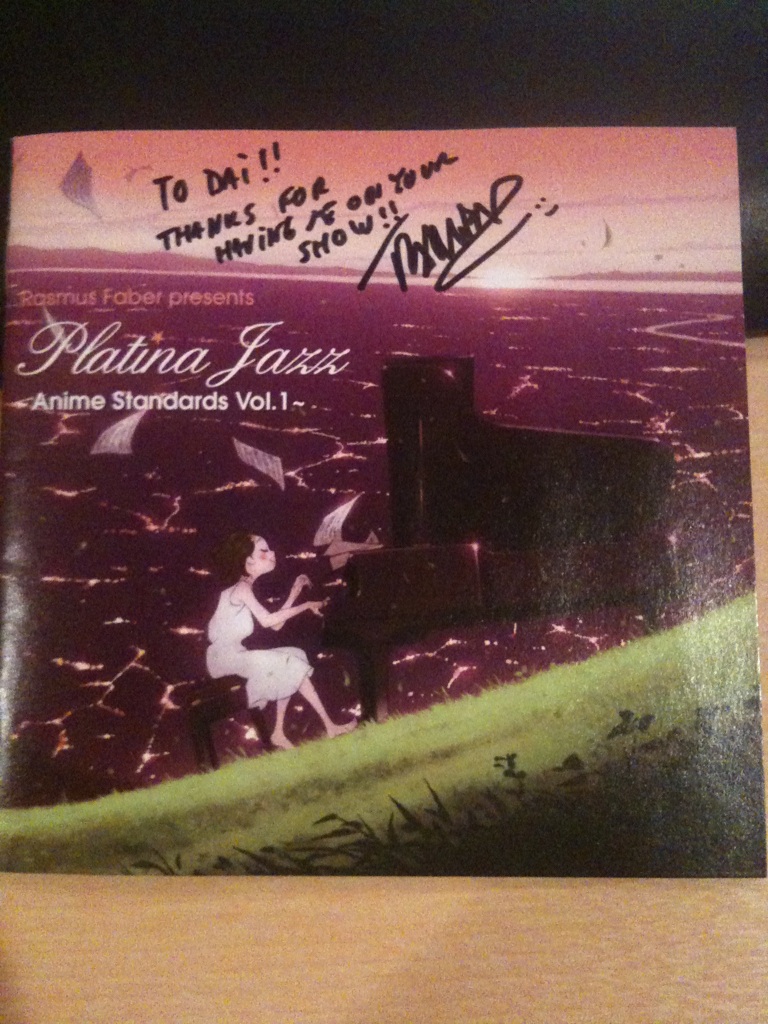 TO DAi!!
THANKS FOR
HAViNG ME ON YOUR
SHOW!!
Rasmus Faber presents
Platina Jazz
~Anime Standards Vol.1~